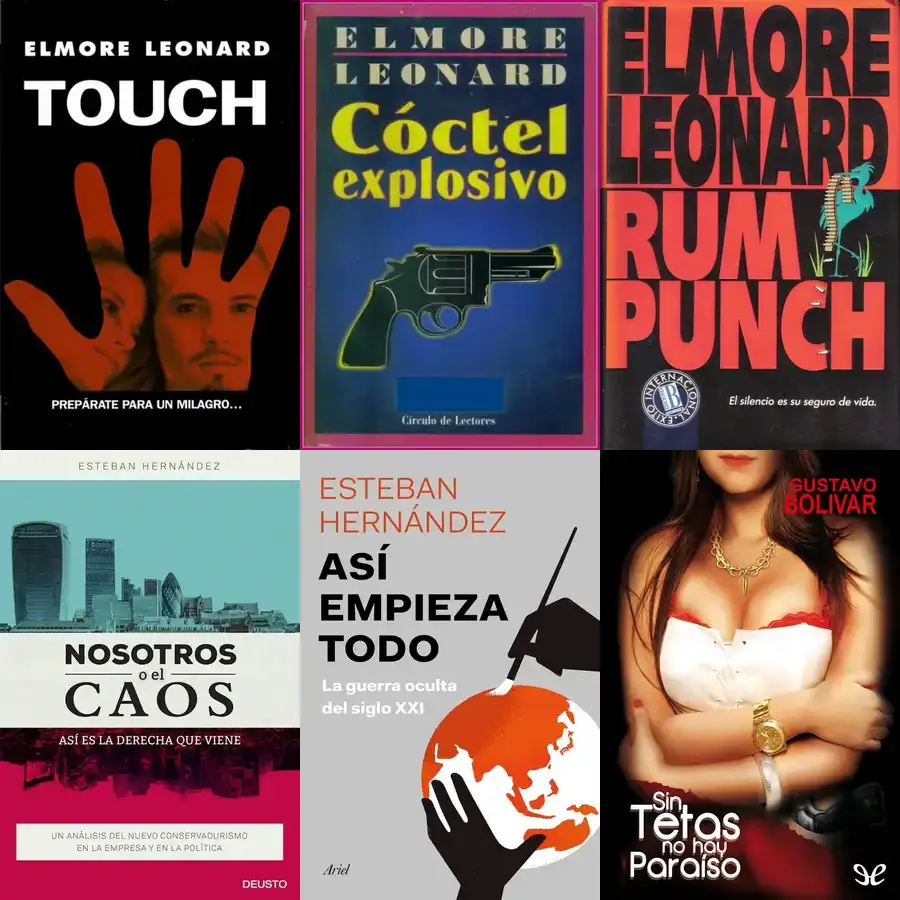 ELMORE LEONARD
TOUCH
PREPÁRATE PARA UN MILAGRO...
ELMORE
LEONARD
Cóctel
explosivo
Círculo de Lectores
ELMORE
LEONARD
RUM
PUNCH
EXITO INTERNACIONAL
El silencio es su seguro de vida.
ESTEBAN HERNÁNDEZ
NOSOTROS
o el
CAOS
ASÍ ES LA DERECHA QUE VIENE
UN ANÁLISIS DEL NUEVO CONSERVADURISMO
EN LA EMPRESA Y EN LA POLÍTICA
DEUSTO
ESTEBAN
HERNÁNDEZ
ASÍ
EMPIEZA
TODO
La guerra oculta
del siglo XXI
Ariel
GUSTAVO
BOLIVAR
Sin
Tetas
no hay
Paraíso